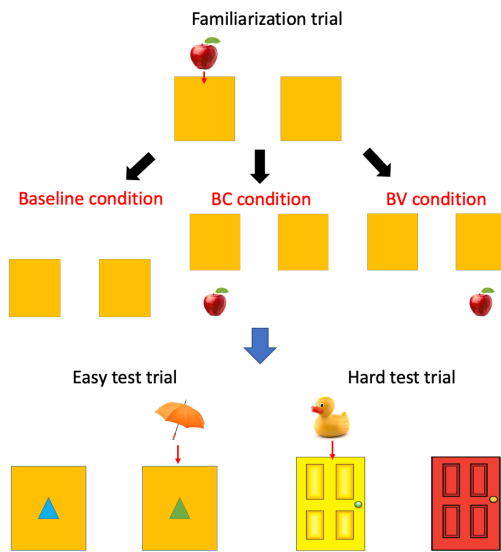 Familiarization trial
Baseline condition
BC condition
BV condition
Easy test trial
Hard test trial